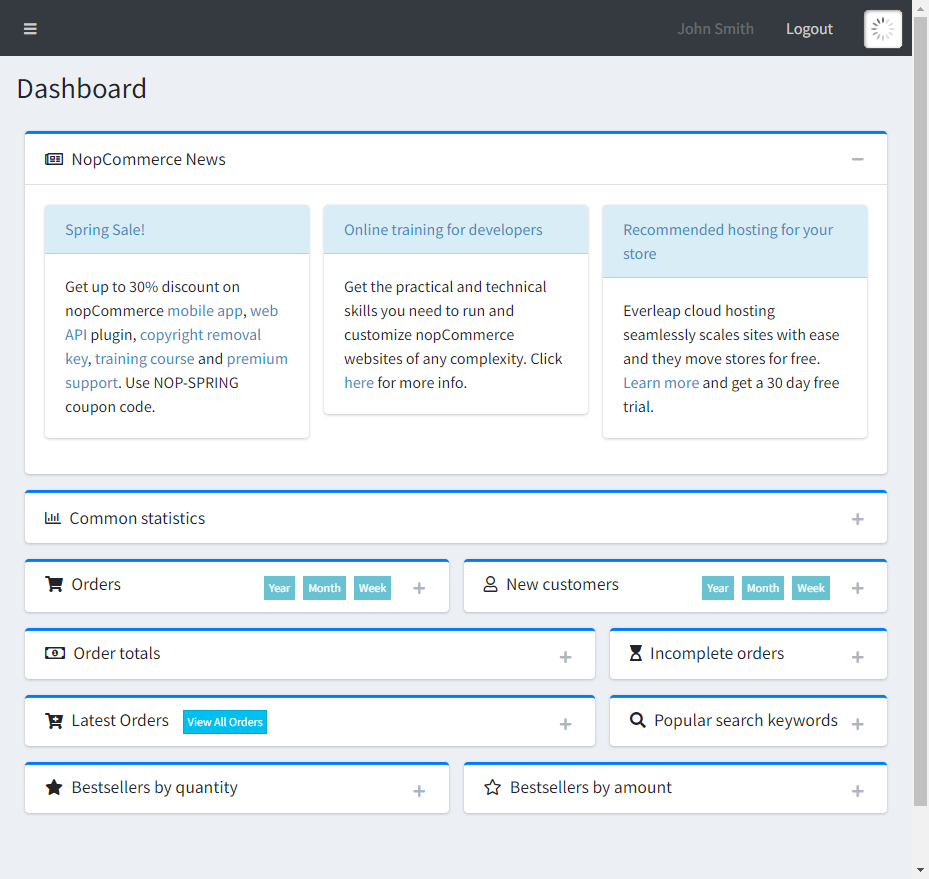 John Smith Logout
Dashboard
NopCommerce News
Spring Sale!
Get up to 30% discount on
nopCommerce mobile app, web
API plugin, copyright removal
key, training course and premium
support. Use NOP-SPRING
coupon code.
Online training for developers
Get the practical and technical
skills you need to run and
customize nopCommerce
websites of any complexity. Click
here for more info.
Recommended hosting for your
store
Everleap cloud hosting
seamlessly scales sites with ease
and they move stores for free.
Learn more and get a 30 day free
trial.
Common statistics
Orders Year Month Week
New customers Year Month Week
Order totals
Incomplete orders
Latest Orders View All Orders
Popular search keywords
Bestsellers by quantity
Bestsellers by amount